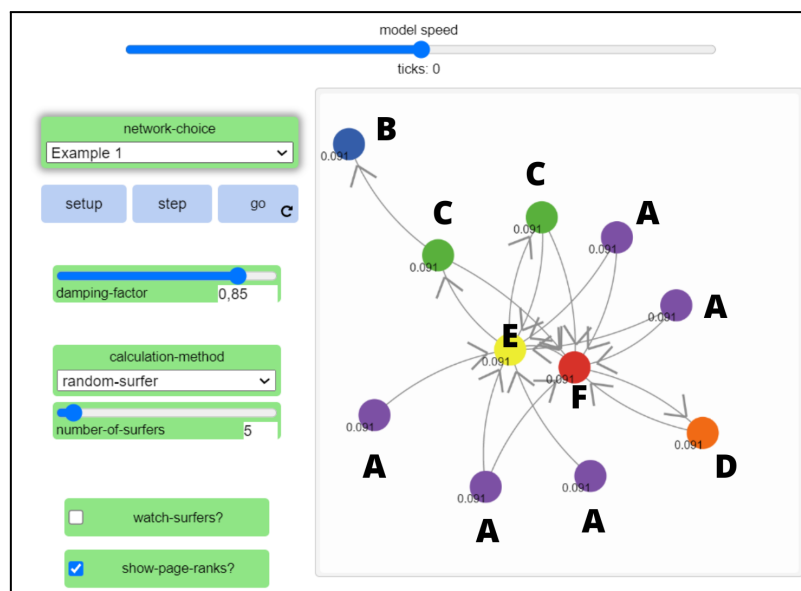 model speed
ticks: 0
network-choice
Example 1
setup
step
go
damping-factor
0,85
calculation-method
random-surfer
number-of-surfers
5
watch-surfers?
show-page-ranks?
B
0.091
C
0.091
C
0.091
A
0.091
A
0.091
E
0.091
F
0.091
A
0.091
A
0.091
A
0.091
D
0.091